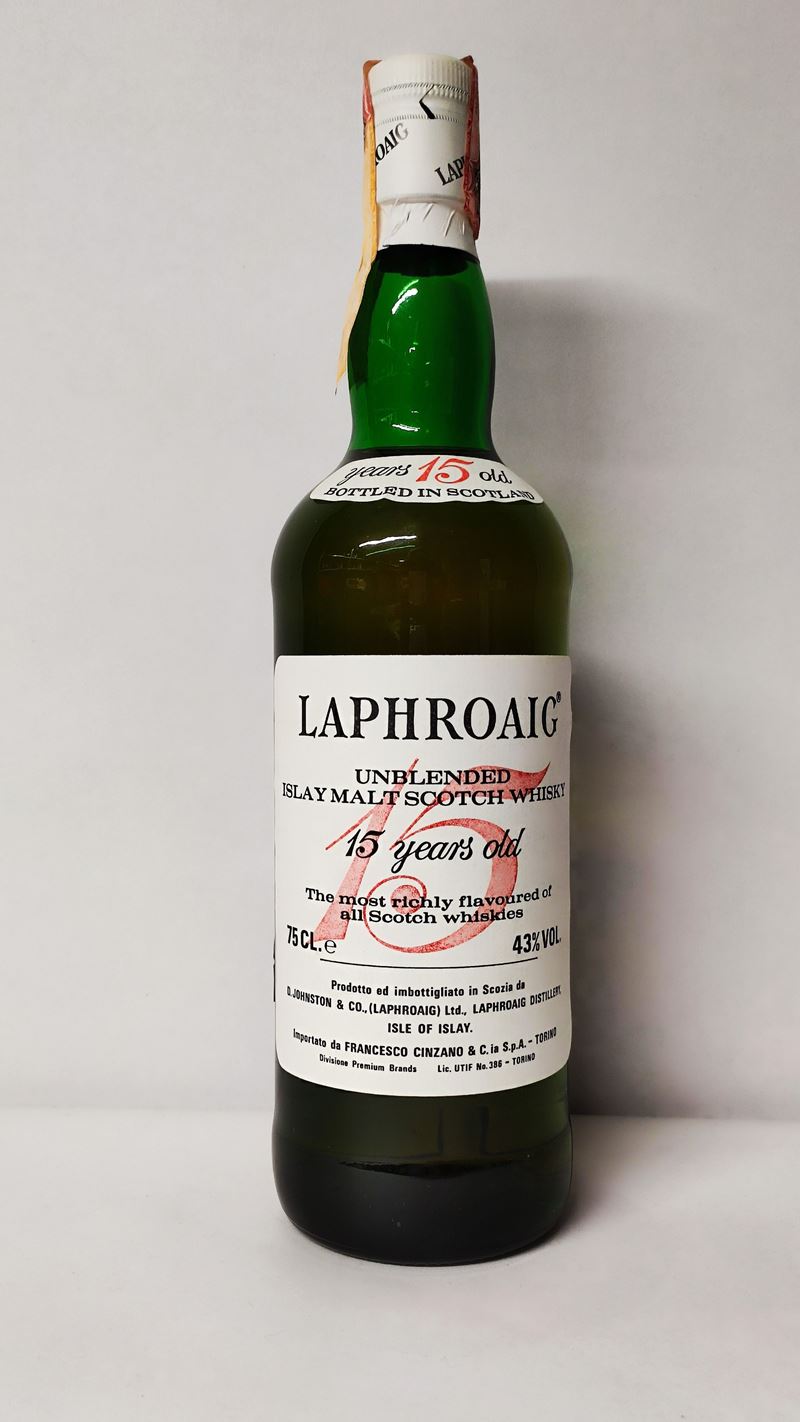 LAPHROAIG
years 15 old
BOTTLED IN SCOTLAND
LAPHROAIG®
15
UNBLENDED
ISLAY MALT SCOTCH WHISKY
15 years old
The most richly flavoured of
all Scotch whiskies
75 CL. e 43% VOL.
Prodotto ed imbottigliato in Scozia da
D. JOHNSTON & CO., (LAPHROAIG) Ltd., LAPHROAIG DISTILLERY,
ISLE OF ISLAY.
Importato da FRANCESCO CINZANO & C.ia S.p.A. - TORINO
Divisione Premium Brands Lic. UTIF No. 386 - TORINO